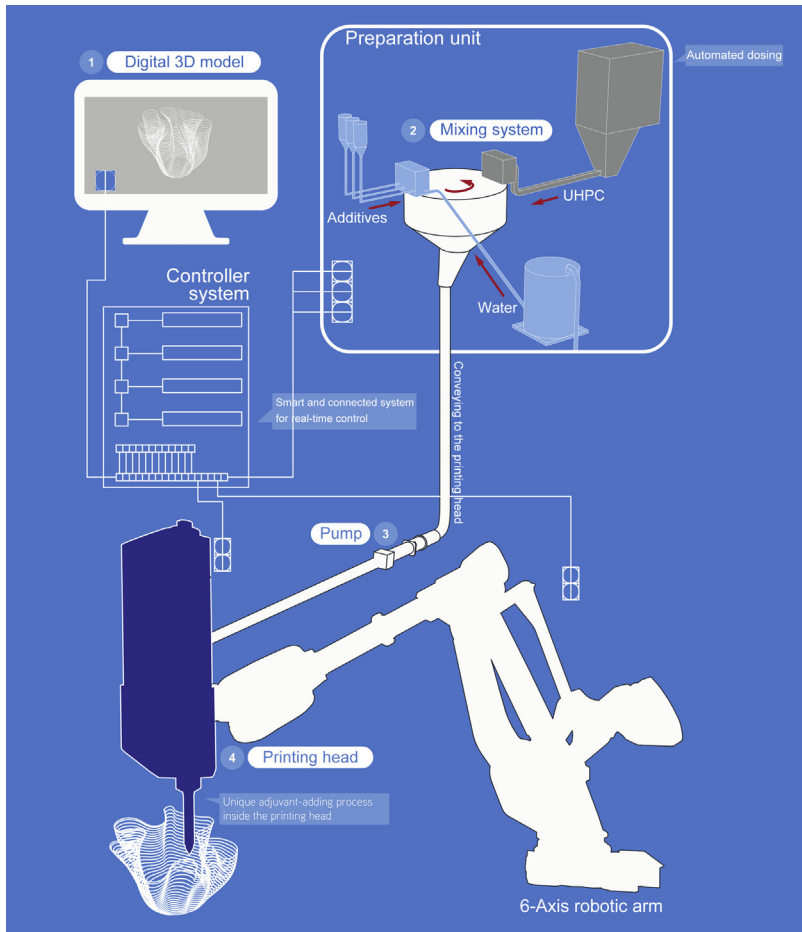 Preparation unit
1 Digital 3D model
Automated dosing
2 Mixing system
UHPC
Additives
Water
Controller
system
Smart and connected system
for real-time control
Conveying to the printing head
Pump 3
4 Printing head
Unique adjuvant-adding process
inside the printing head
6-Axis robotic arm